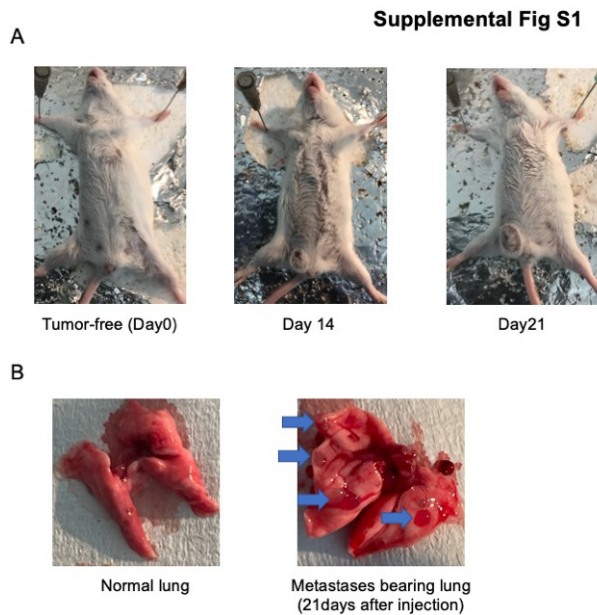 Supplemental Fig S1
A
Tumor-free (Day0)
Day 14
Day21
B
Normal lung
Metastases bearing lung
(21days after injection)